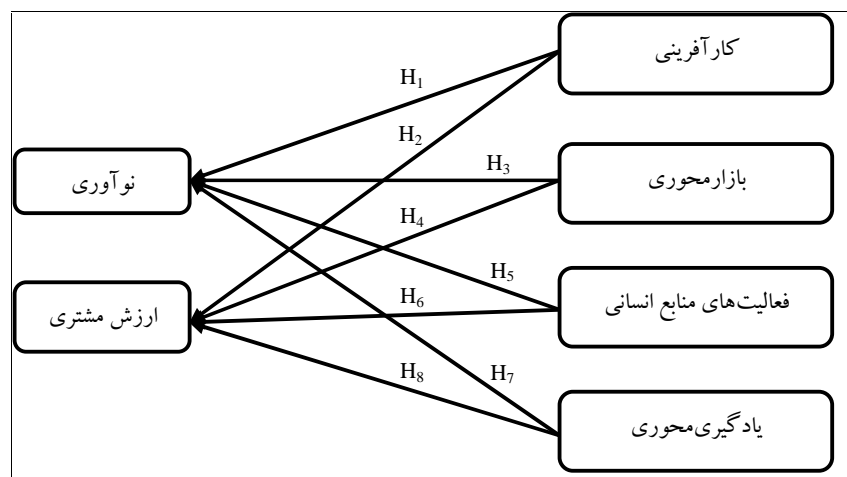 کارآفرینی
H₁
H₂
بازارمحوری
H₃
نوآوری
H₄
H₅
فعالیت‌های منابع انسانی
H₆
ارزش مشتری
H₇
H₈
یادگیری‌محوری